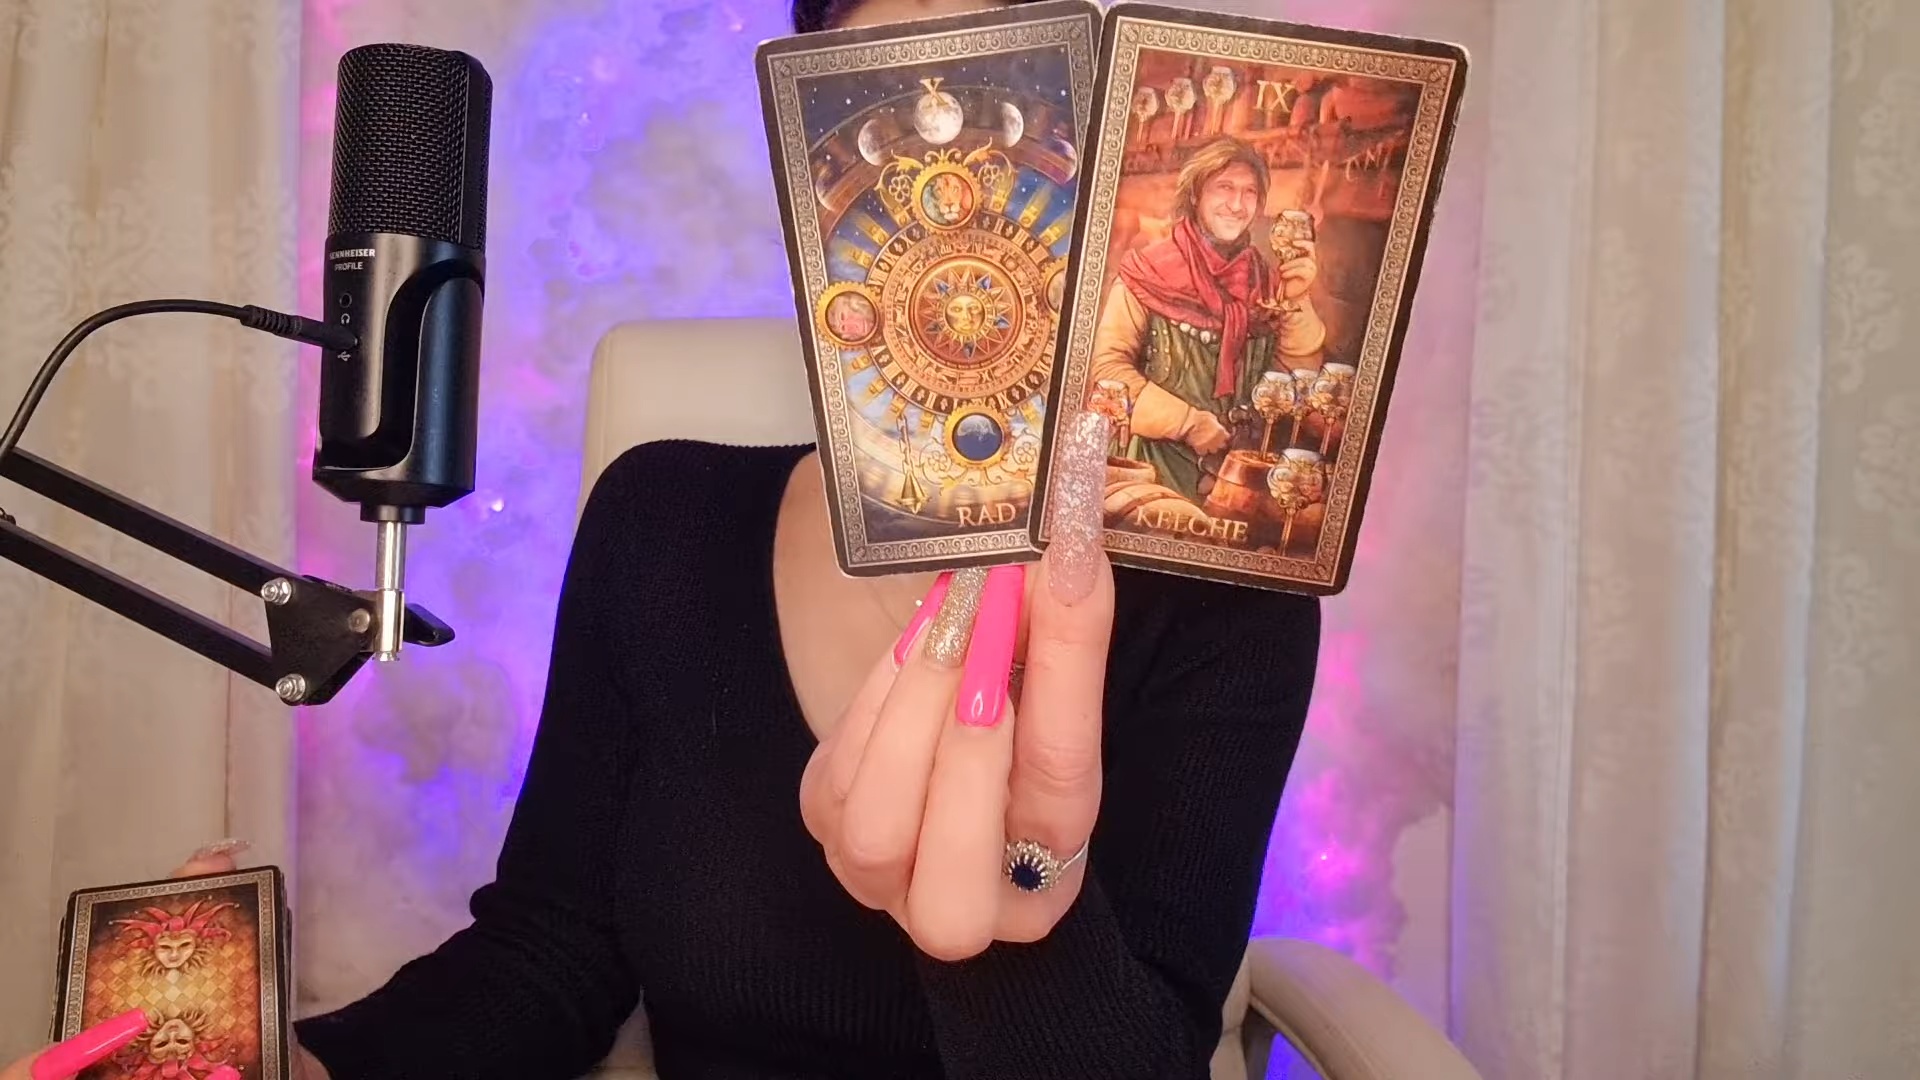 SENNHEISER
PROFILE
X
RAD
IX
KELCHE